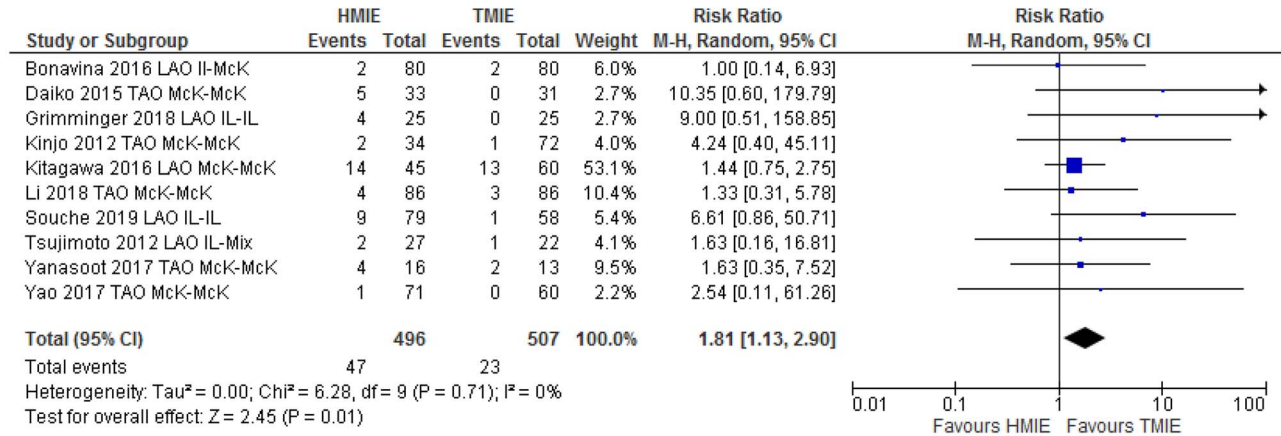 HMIE TMIE Risk Ratio Risk Ratio
Study or Subgroup Events Total Events Total Weight M-H, Random, 95% CI M-H, Random, 95% CI
Bonavina 2016 LAO II-McK 2 80 2 80 6.0% 1.00 [0.14, 6.93]
Daiko 2015 TAO McK-McK 5 33 0 31 2.7% 10.35 [0.60, 179.79]
Grimminger 2018 LAO IL-IL 4 25 0 25 2.7% 9.00 [0.51, 158.85]
Kinjo 2012 TAO McK-McK 2 34 1 72 4.0% 4.24 [0.40, 45.11]
Kitagawa 2016 LAO McK-McK 14 45 13 60 53.1% 1.44 [0.75, 2.75]
Li 2018 TAO McK-McK 4 86 3 86 10.4% 1.33 [0.31, 5.78]
Souche 2019 LAO IL-IL 9 79 1 58 5.4% 6.61 [0.86, 50.71]
Tsujimoto 2012 LAO IL-Mix 2 27 1 22 4.1% 1.63 [0.16, 16.81]
Yanasoot 2017 TAO McK-McK 4 16 2 13 9.5% 1.63 [0.35, 7.52]
Yao 2017 TAO McK-McK 1 71 0 60 2.2% 2.54 [0.11, 61.26]
Total (95% CI) 496 507 100.0% 1.81 [1.13, 2.90]
Total events 47 23
Heterogeneity: Tau² = 0.00; Chi² = 6.28, df = 9 (P = 0.71); I² = 0%
Test for overall effect: Z = 2.45 (P = 0.01)
0.01 0.1 1 10 100
Favours HMIE Favours TMIE